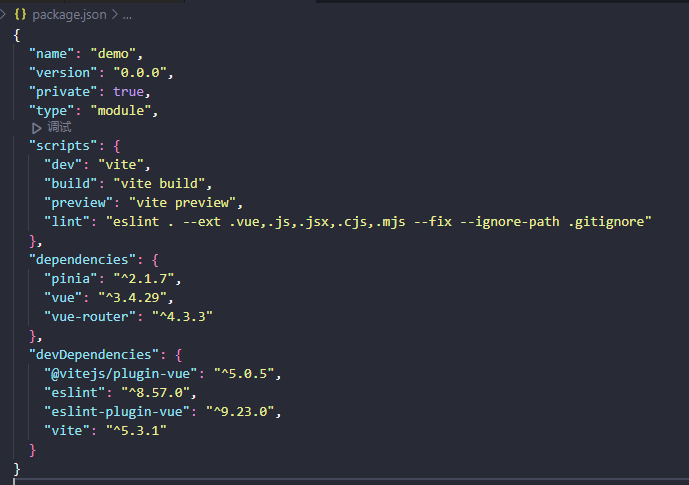 package.json > ...
{
  "name": "demo",
  "version": "0.0.0",
  "private": true,
  "type": "module",
  调试
  "scripts": {
    "dev": "vite",
    "build": "vite build",
    "preview": "vite preview",
    "lint": "eslint . --ext .vue,.js,.jsx,.cjs,.mjs --fix --ignore-path .gitignore"
  },
  "dependencies": {
    "pinia": "^2.1.7",
    "vue": "^3.4.29",
    "vue-router": "^4.3.3"
  },
  "devDependencies": {
    "@vitejs/plugin-vue": "^5.0.5",
    "eslint": "^8.57.0",
    "eslint-plugin-vue": "^9.23.0",
    "vite": "^5.3.1"
  }
}